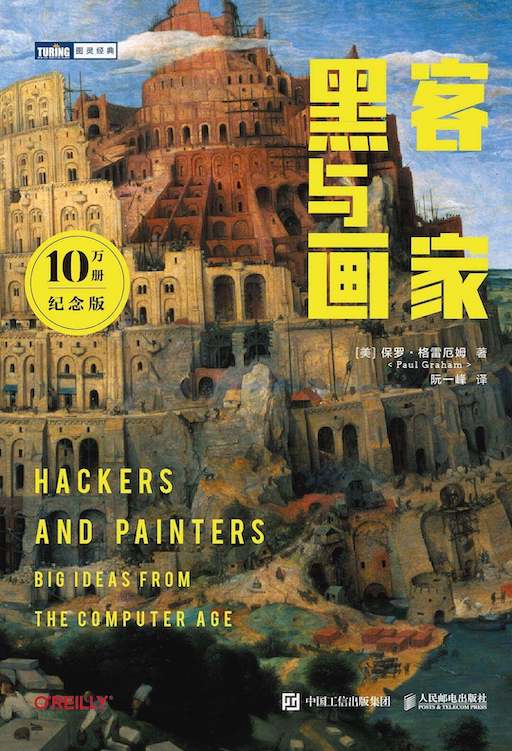 TURING 图灵经典
黑客
与
画家
10万册
纪念版
[美] 保罗·格雷厄姆 著
< Paul Graham >
阮一峰 译
HACKERS
AND PAINTERS
BIG IDEAS FROM
THE COMPUTER AGE
O'REILLY®
中国工信出版集团
人民邮电出版社
POSTS & TELECOM PRESS